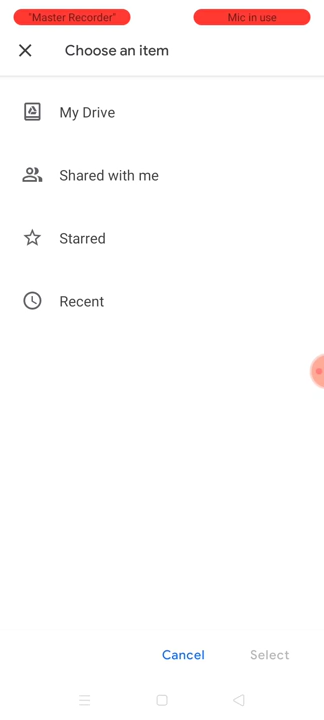 "Master Recorder"
Mic in use
Choose an item
My Drive
Shared with me
Starred
Recent
Cancel
Select